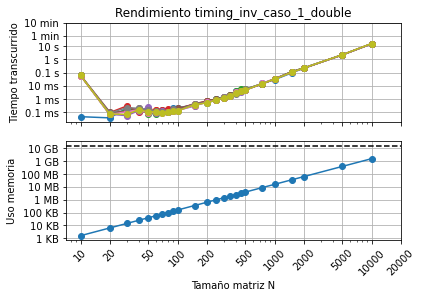 Rendimiento timing_inv_caso_1_double
Tiempo transcurrido
10 min
1 min
10 s
1 s
0.1 s
10 ms
1 ms
0.1 ms
Uso memoria
10 GB
1 GB
100 MB
10 MB
1 MB
100 KB
10 KB
1 KB
10
20
50
100
200
500
1000
2000
5000
10000
20000
Tamaño matriz N